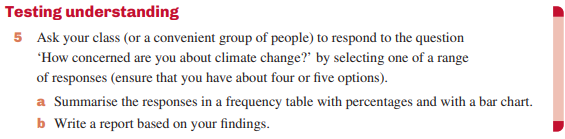 Testing understanding
5 Ask your class (or a convenient group of people) to respond to the question
‘How concerned are you about climate change?’ by selecting one of a range
of responses (ensure that you have about four or five options).
a Summarise the responses in a frequency table with percentages and with a bar chart.
b Write a report based on your findings.